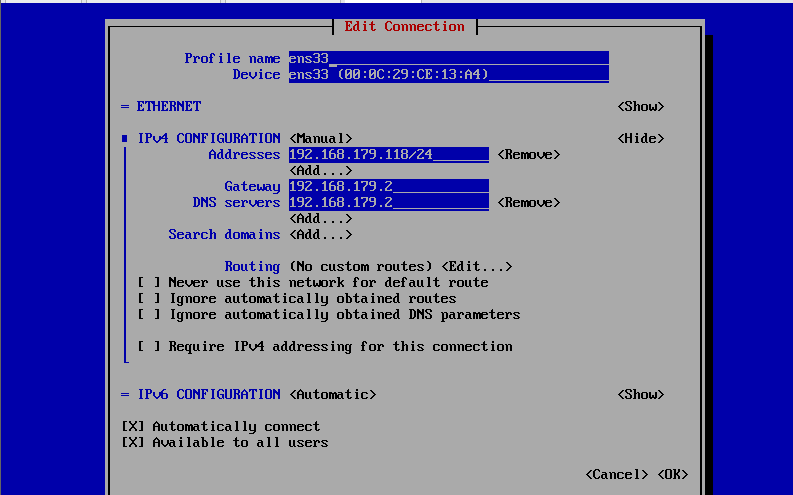 Edit Connection
Profile name ens33
Device ens33 (00:0C:29:CE:13:A4)
= ETHERNET <Show>
IPv4 CONFIGURATION <Manual> <Hide>
Addresses 192.168.179.118/24 <Remove>
<Add...>
Gateway 192.168.179.2
DNS servers 192.168.179.2 <Remove>
<Add...>
Search domains <Add...>
Routing (No custom routes) <Edit...>
[ ] Never use this network for default route
[ ] Ignore automatically obtained routes
[ ] Ignore automatically obtained DNS parameters
[ ] Require IPv4 addressing for this connection
= IPv6 CONFIGURATION <Automatic> <Show>
[X] Automatically connect
[X] Available to all users
<Cancel> <OK>